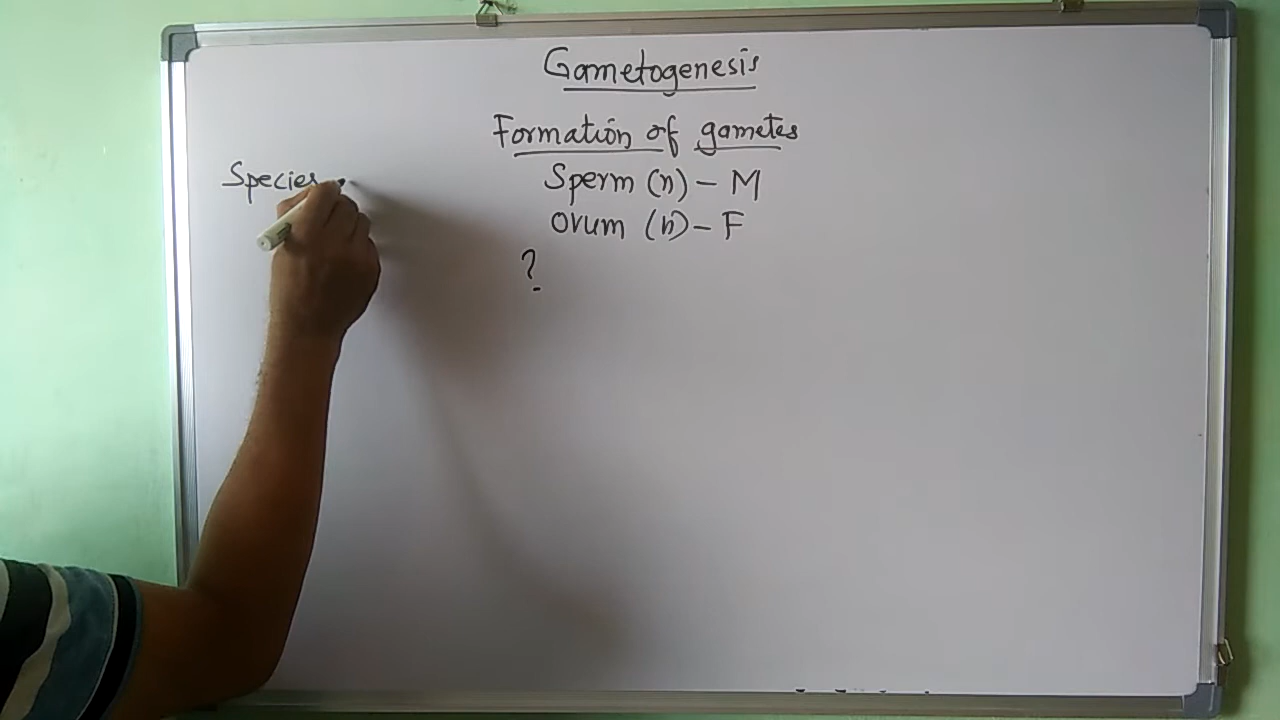 Gametogenesis
Formation of gametes
Species
Sperm (n) – M
Ovum (n) – F
?